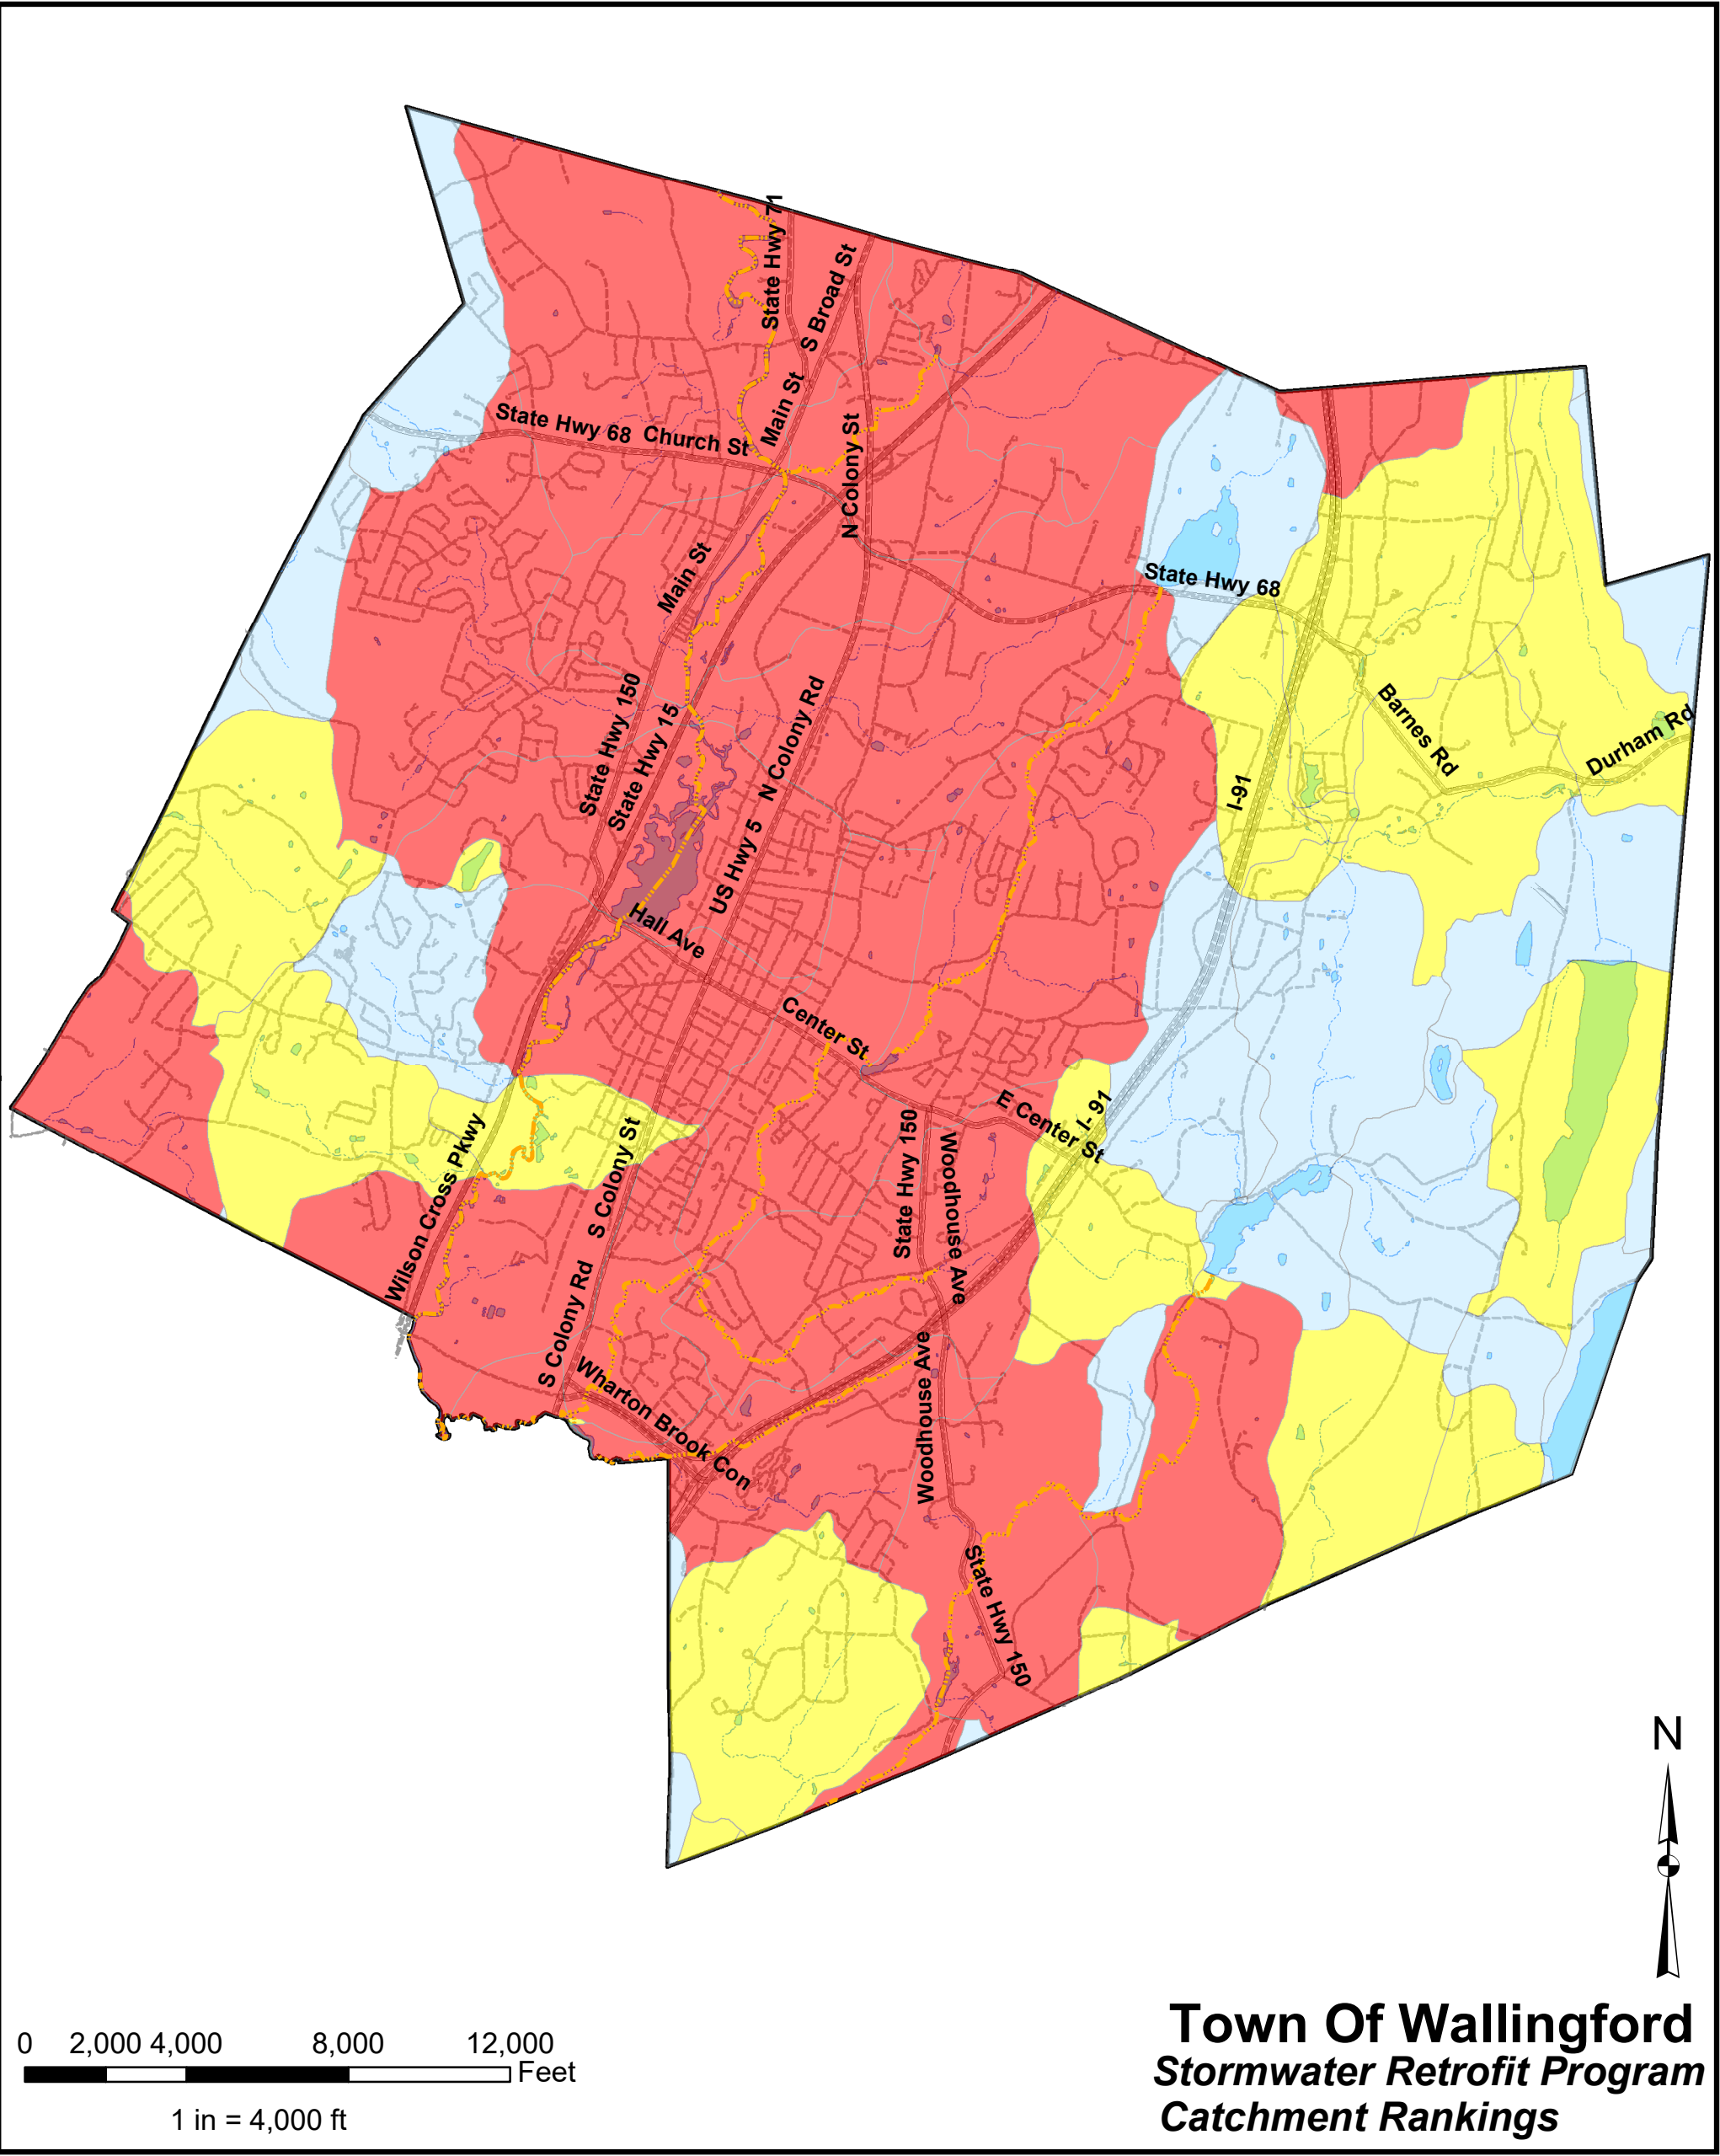 State Hwy 71
S Broad St
Main St
State Hwy 68 Church St
N Colony St
Main St
State Hwy 68
State Hwy 150
State Hwy 15
N Colony Rd
Barnes Rd
Durham Rd
I-91
US Hwy 5
Hall Ave
Center St
I- 91
E Center St
Wilson Cross Pkwy
S Colony St
State Hwy 150
Woodhouse Ave
S Colony Rd
Wharton Brook Con
Woodhouse Ave
State Hwy 150
N
0 2,000 4,000 8,000 12,000
Feet
1 in = 4,000 ft
Town Of Wallingford
Stormwater Retrofit Program
Catchment Rankings